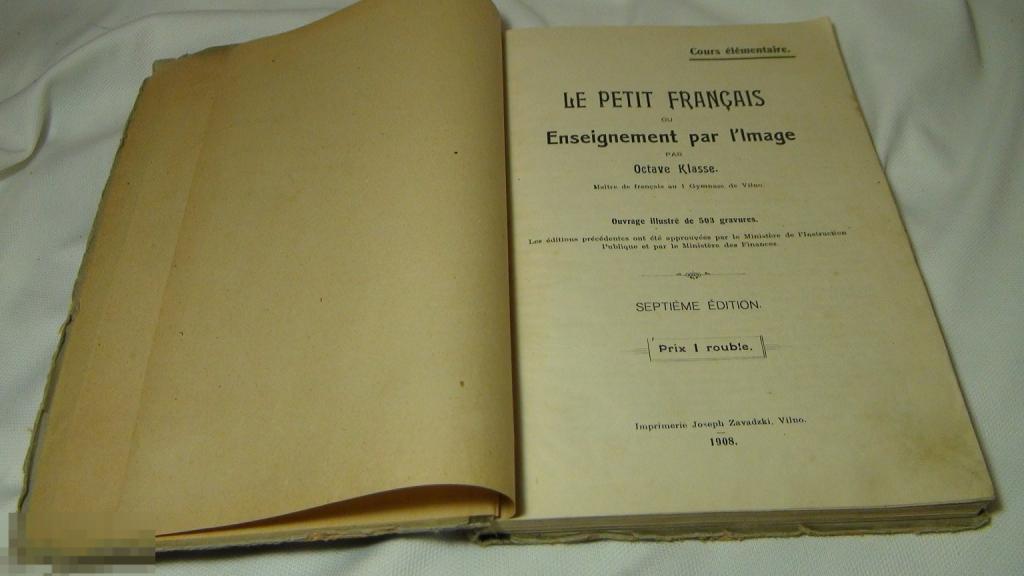 Cours élémentaire.
LE PETIT FRANÇAIS
OU
Enseignement par l'Image
PAR
Octave Klasse.
Maître de français au I Gymnase de Vilno.
Ouvrage illustré de 503 gravures.
Les éditions précédentes ont été approuvées par le Ministère de l'Instruction
Publique et par le Ministère des Finances.
SEPTIÈME ÉDITION.
Prix 1 rouble.
Imprimerie Joseph Zavadzki, Vilno.
1908.